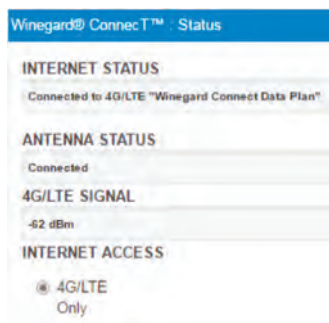 Winegard® ConnecT™ : Status
INTERNET STATUS
Connected to 4G/LTE "Winegard Connect Data Plan"
ANTENNA STATUS
Connected
4G/LTE SIGNAL
-62 dBm
INTERNET ACCESS
4G/LTE
Only